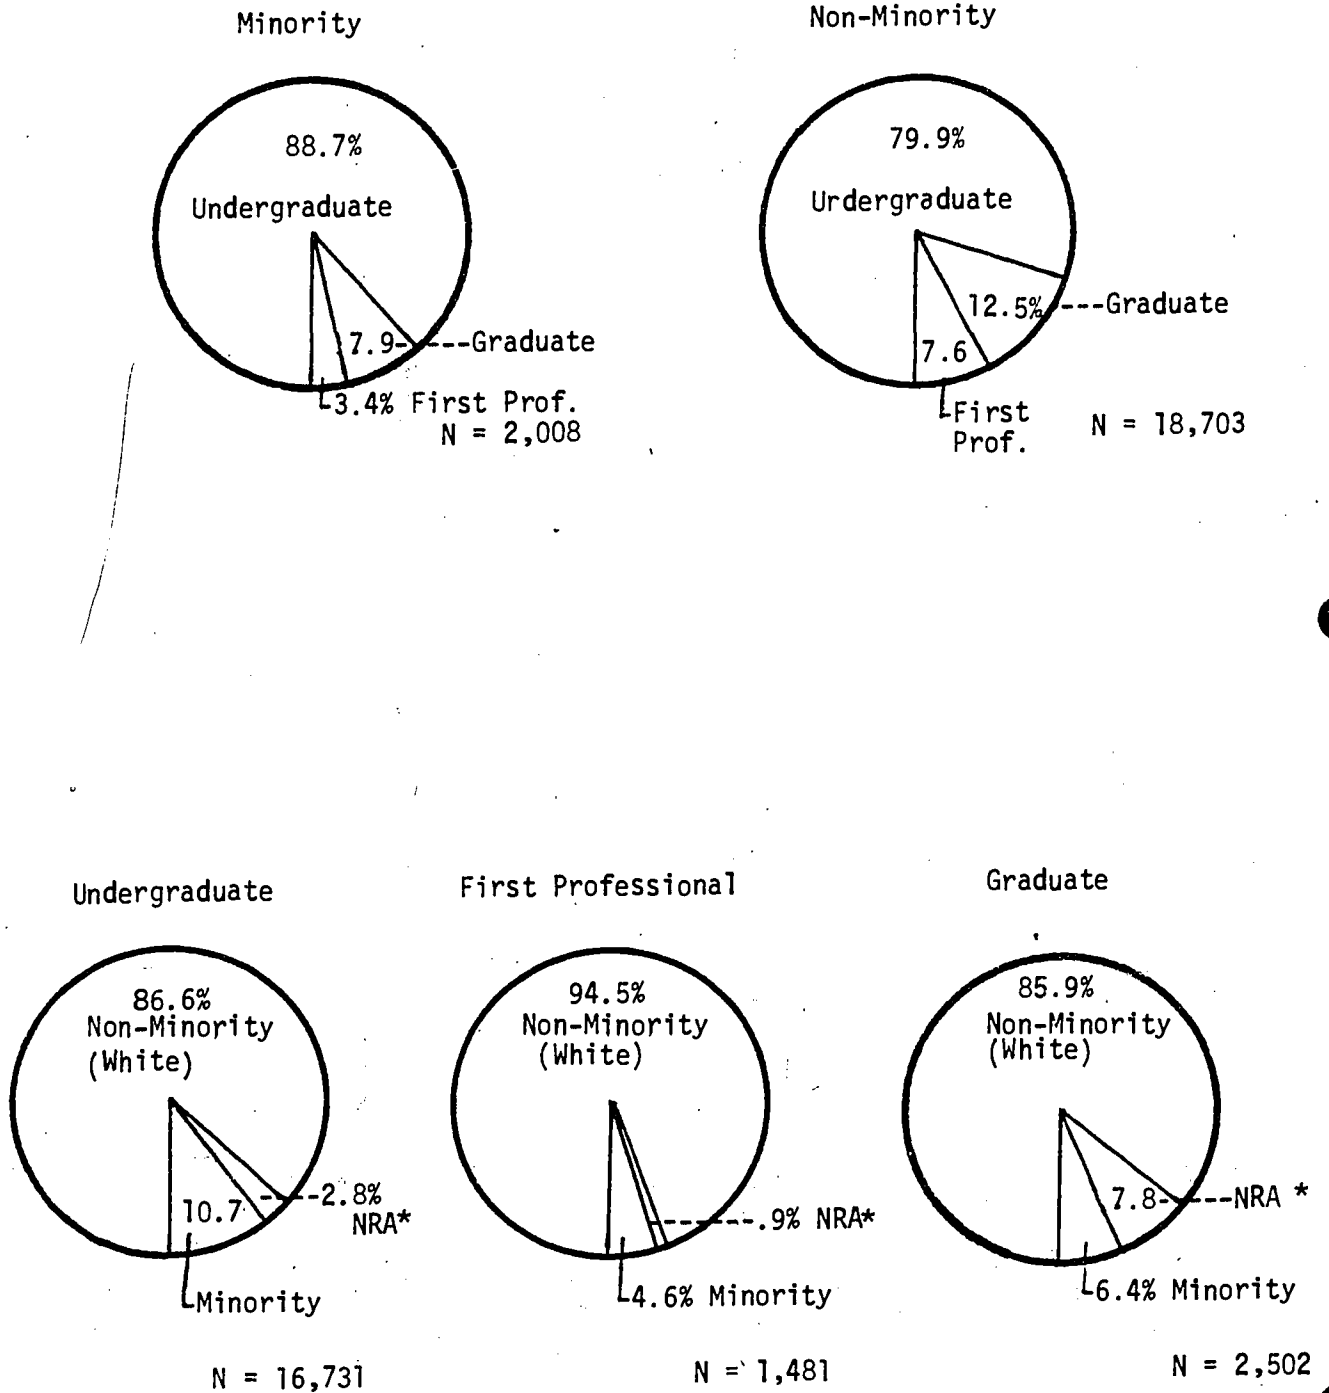 Minority
88.7%
Undergraduate
7.9
Graduate
3.4% First Prof.
N = 2,008
Non-Minority
79.9%
Urdergraduate
12.5%
Graduate
7.6
First
Prof.
N = 18,703
Undergraduate
86.6%
Non-Minority
(White)
10.7
2.8%
NRA*
Minority
N = 16,731
First Professional
94.5%
Non-Minority
(White)
.9% NRA*
4.6% Minority
N = 1,481
Graduate
85.9%
Non-Minority
(White)
7.8
NRA *
6.4% Minority
N = 2,502